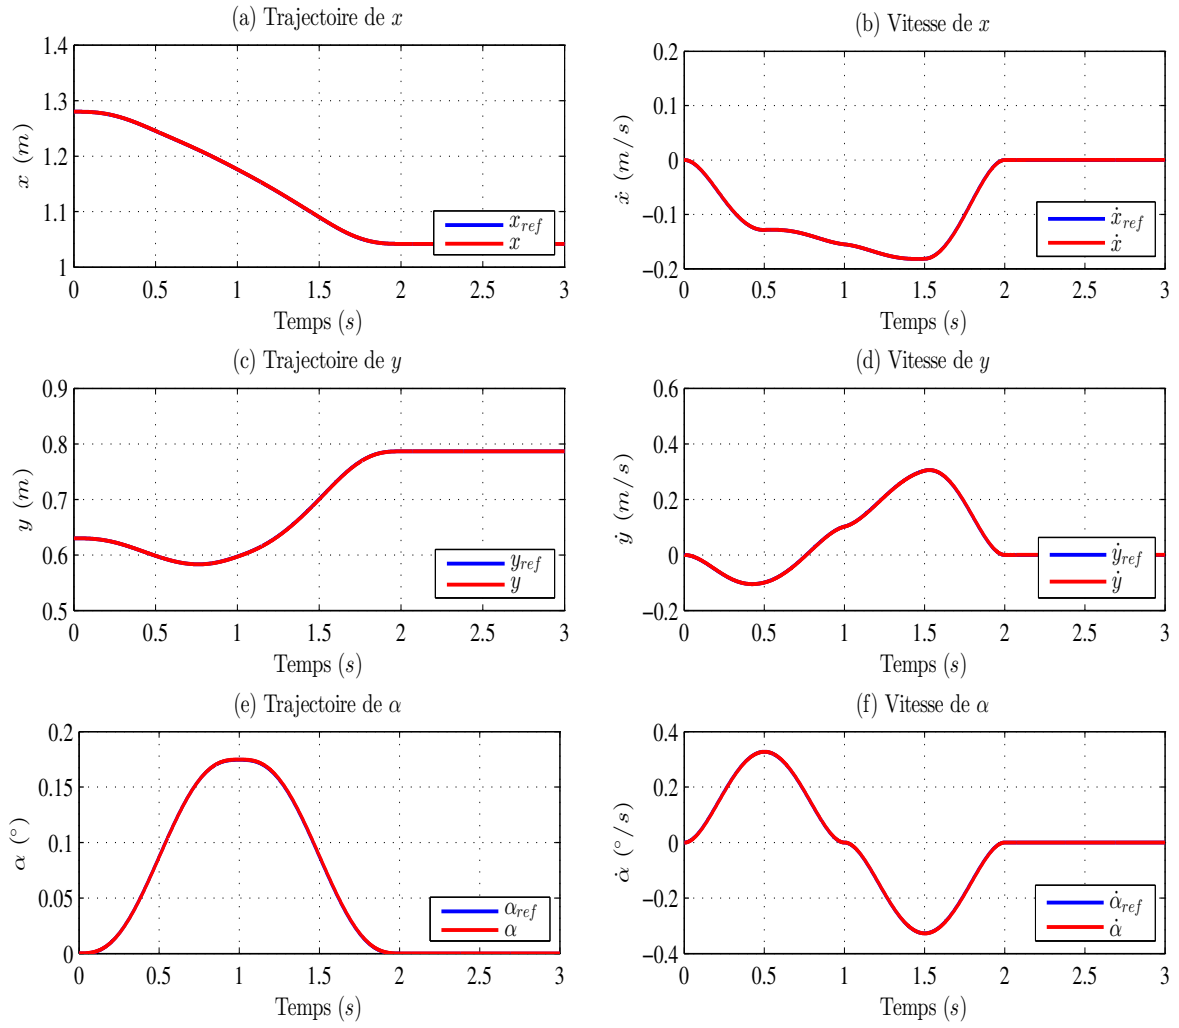 (a) Trajectoire de x
1.4
1.3
1.2
1.1
1
x (m)
x_ref
x
0 0.5 1 1.5 2 2.5 3
Temps (s)
(b) Vitesse de x
0.2
0.1
0
−0.1
−0.2
ẋ (m/s)
ẋ_ref
ẋ
0 0.5 1 1.5 2 2.5 3
Temps (s)
(c) Trajectoire de y
0.9
0.8
0.7
0.6
0.5
y (m)
y_ref
y
0 0.5 1 1.5 2 2.5 3
Temps (s)
(d) Vitesse de y
0.6
0.4
0.2
0
−0.2
ẏ (m/s)
ẏ_ref
ẏ
0 0.5 1 1.5 2 2.5 3
Temps (s)
(e) Trajectoire de α
0.2
0.15
0.1
0.05
0
α (°)
α_ref
α
0 0.5 1 1.5 2 2.5 3
Temps (s)
(f) Vitesse de α
0.4
0.2
0
−0.2
−0.4
α̇ (°/s)
α̇_ref
α̇
0 0.5 1 1.5 2 2.5 3
Temps (s)